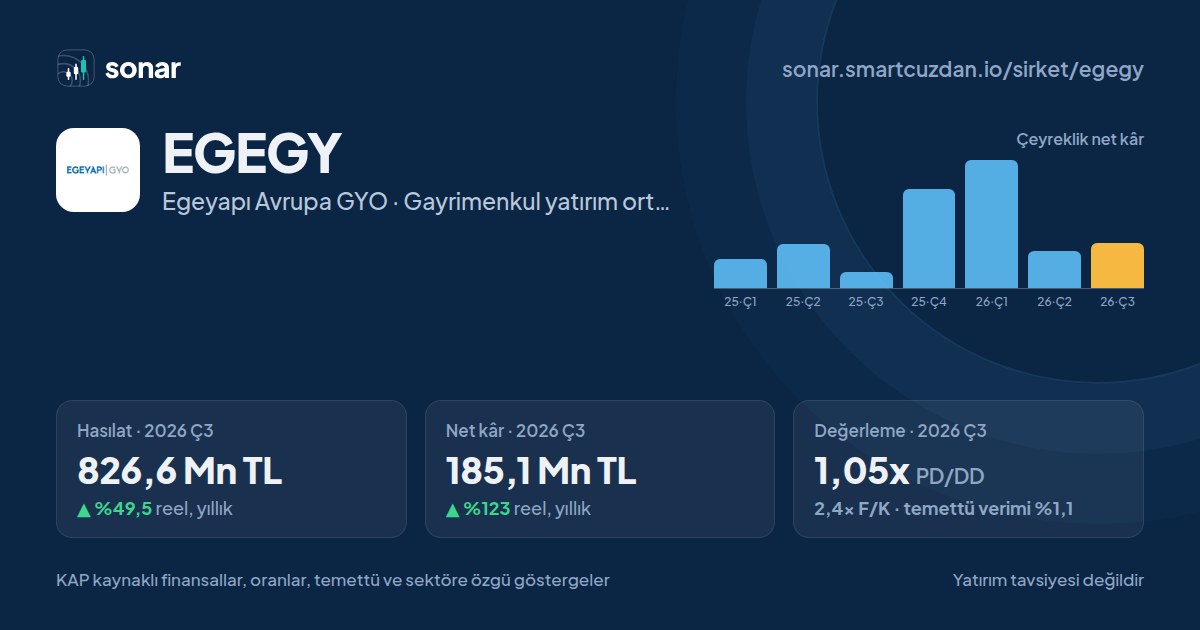 sonar
sonar.smartcuzdan.io/sirket/egegy
EGEYAPI|GYO
EGEGY
Egeyapı Avrupa GYO · Gayrimenkul yatırım ort...
Çeyreklik net kâr
25·Ç1 25·Ç2 25·Ç3 25·Ç4 26·Ç1 26·Ç2 26·Ç3
Hasılat · 2026 Ç3
826,6 Mn TL
▲ %49,5 reel, yıllık
Net kâr · 2026 Ç3
185,1 Mn TL
▲ %123 reel, yıllık
Değerleme · 2026 Ç3
1,05x PD/DD
2,4× F/K · temettü verimi %1,1
KAP kaynaklı finansallar, oranlar, temettü ve sektöre özgü göstergeler
Yatırım tavsiyesi değildir